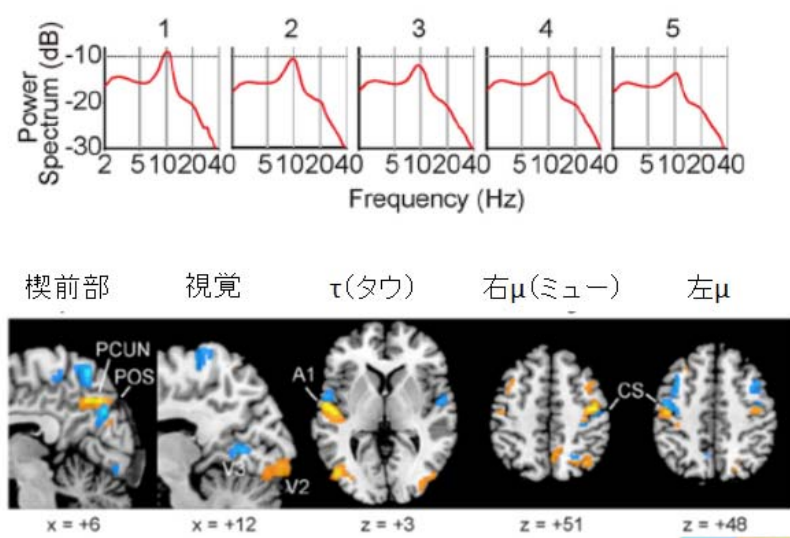 1 2 3 4 5
Power
Spectrum (dB)
-10
-20
-30
2 5 10 20 40 5 10 20 40 5 10 20 40 5 10 20 40 5 10 20 40
Frequency (Hz)
楔前部 視覚 τ(タウ) 右μ(ミュー) 左μ
PCUN
POS
V3
V2
A1
CS
x = +6 x = +12 z = +3 z = +51 z = +48